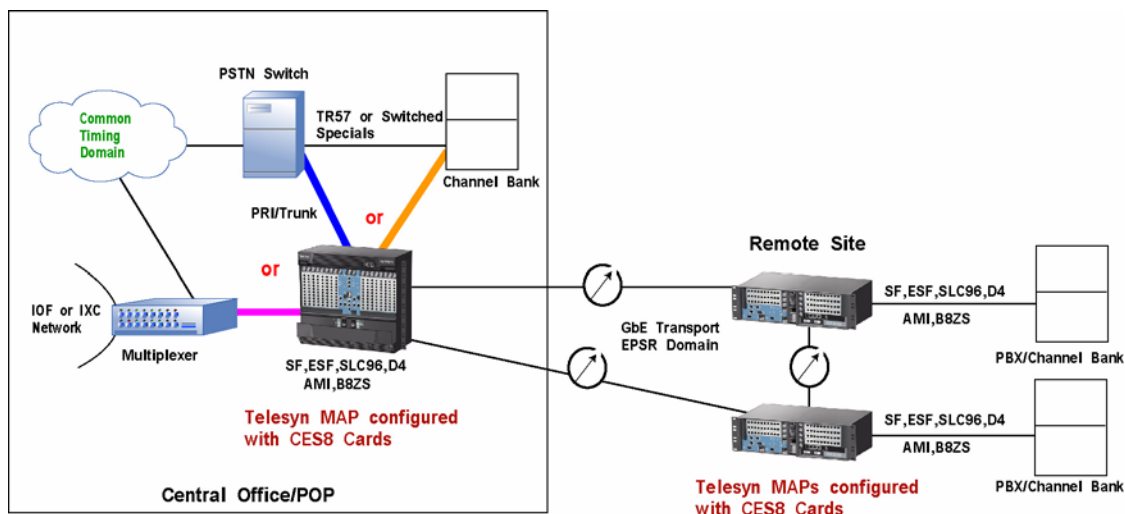 PSTN Switch
Common
Timing
Domain
TR57 or Switched
Specials
Channel Bank
PRI/Trunk
or
or
IOF or IXC
Network
Multiplexer
SF,ESF,SLC96,D4
AMI,B8ZS
Telesyn MAP configured
with CES8 Cards
Central Office/POP
Remote Site
GbE Transport
EPSR Domain
SF,ESF,SLC96,D4
AMI,B8ZS
PBX/Channel Bank
SF,ESF,SLC96,D4
AMI,B8ZS
PBX/Channel Bank
Telesyn MAPs configured
with CES8 Cards